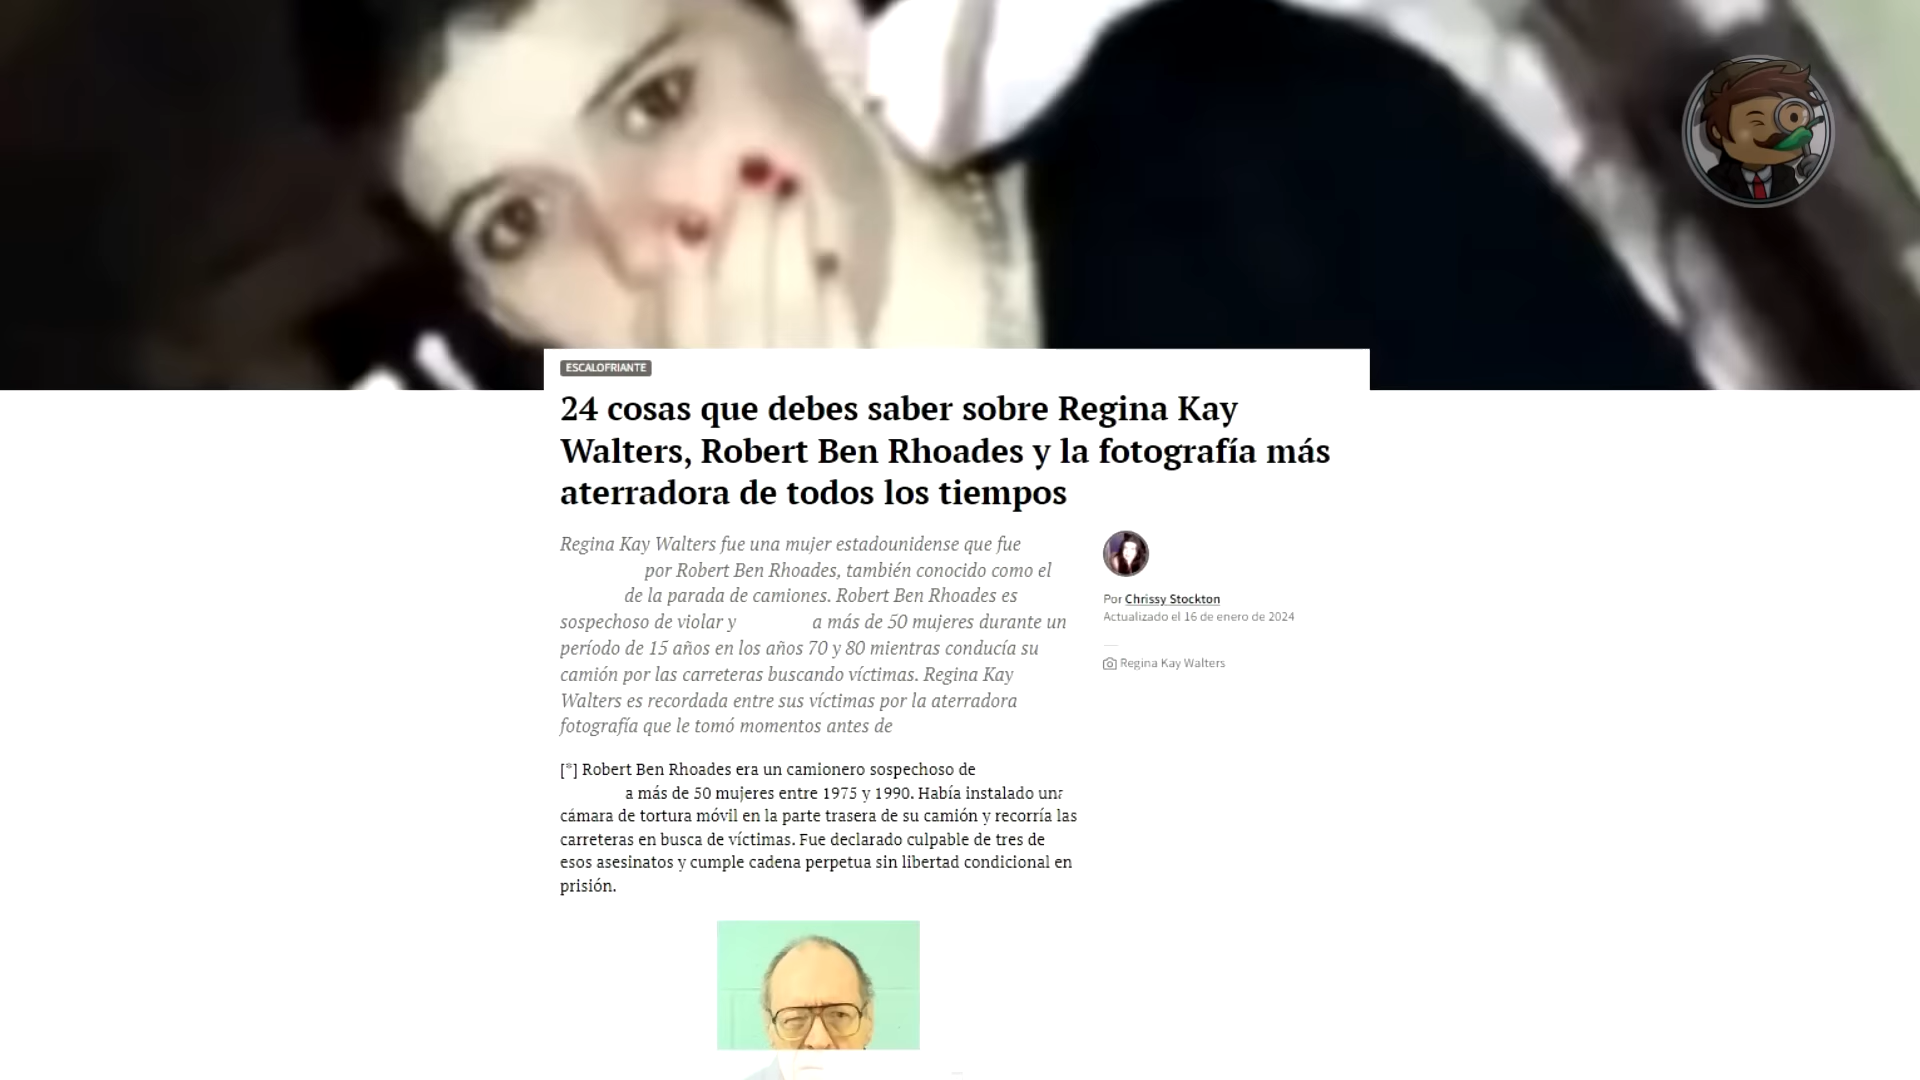 ESCALOFRIANTE
24 cosas que debes saber sobre Regina Kay
Walters, Robert Ben Rhoades y la fotografía más
aterradora de todos los tiempos
Regina Kay Walters fue una mujer estadounidense que fue
por Robert Ben Rhoades, también conocido como el
de la parada de camiones. Robert Ben Rhoades es
sospechoso de violar y a más de 50 mujeres durante un
período de 15 años en los años 70 y 80 mientras conducía su
camión por las carreteras buscando víctimas. Regina Kay
Walters es recordada entre sus víctimas por la aterradora
fotografía que le tomó momentos antes de
Por Chrissy Stockton
Actualizado el 16 de enero de 2024
Regina Kay Walters
[*] Robert Ben Rhoades era un camionero sospechoso de
a más de 50 mujeres entre 1975 y 1990. Había instalado una
cámara de tortura móvil en la parte trasera de su camión y recorría las
carreteras en busca de víctimas. Fue declarado culpable de tres de
esos asesinatos y cumple cadena perpetua sin libertad condicional en
prisión.